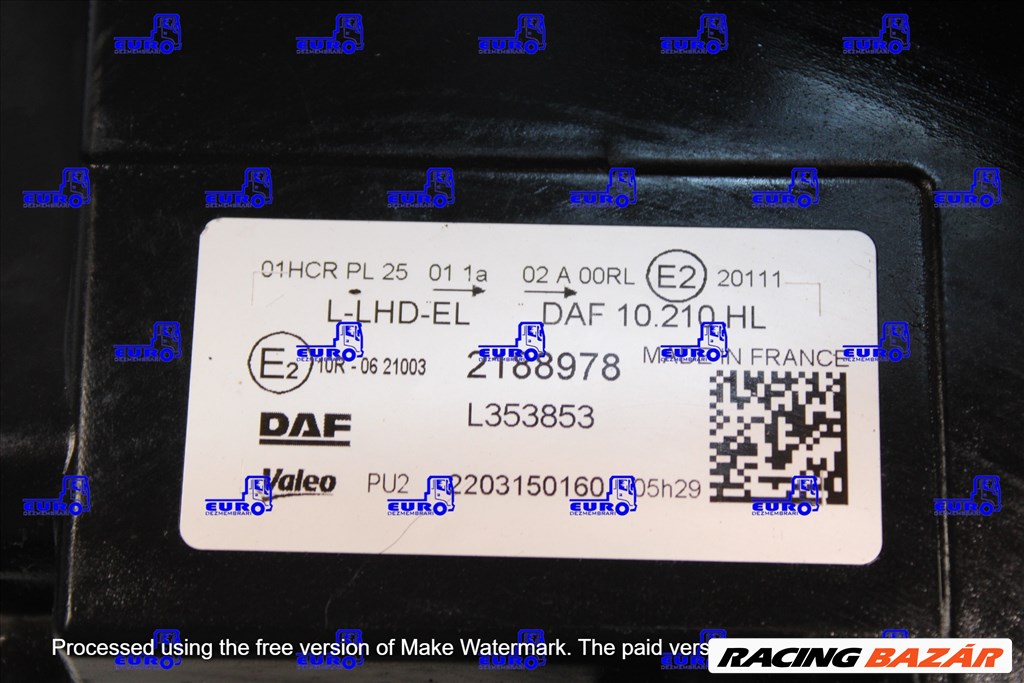 01HCR PL 25 01 1a 02 A 00RL E2 20111
L-LHD-EL DAF 10.210 HL
E2 10R - 06 21003 2188978 MADE IN FRANCE
DAF L353853
Valeo PU2 2203150160 05h29
EURO DEZMEMBRARI
Processed using the free version of Make Watermark. The paid
RACING BAZÁR